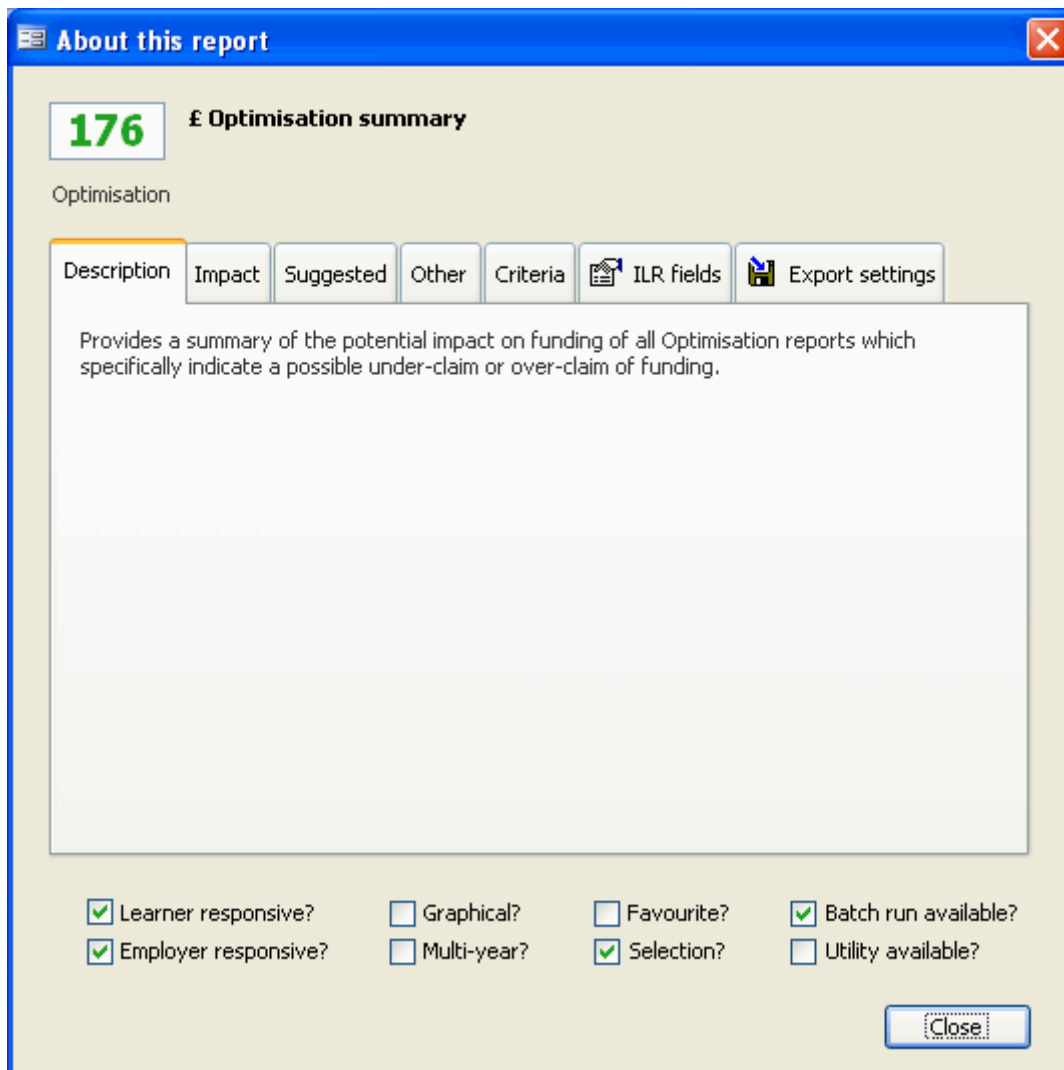 About this report
176
£ Optimisation summary
Optimisation
Description Impact Suggested Other Criteria ILR fields Export settings
Provides a summary of the potential impact on funding of all Optimisation reports which
specifically indicate a possible under-claim or over-claim of funding.
Learner responsive? Graphical? Favourite? Batch run available?
Employer responsive? Multi-year? Selection? Utility available?
Close